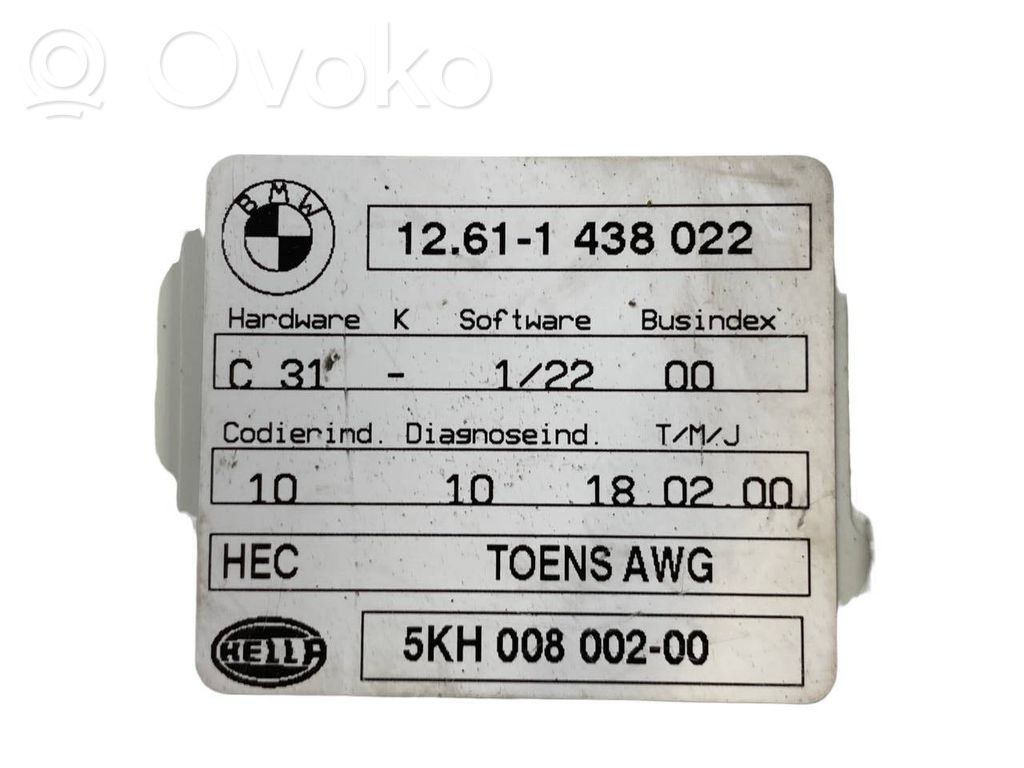 Ovoko
BMW
12.61-1 438 022
Hardware K Software Busindex
C 31 - 1/22 00
Codierind. Diagnoseind. T/M/J
10 10 18.02.00
HEC TOENS AWG
HELLA
5KH 008 002-00